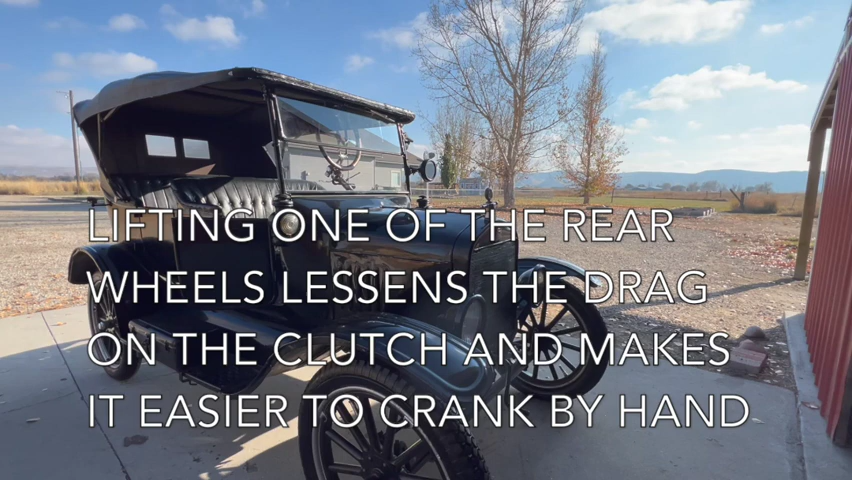 LIFTING ONE OF THE REAR
WHEELS LESSENS THE DRAG
ON THE CLUTCH AND MAKES
IT EASIER TO CRANK BY HAND